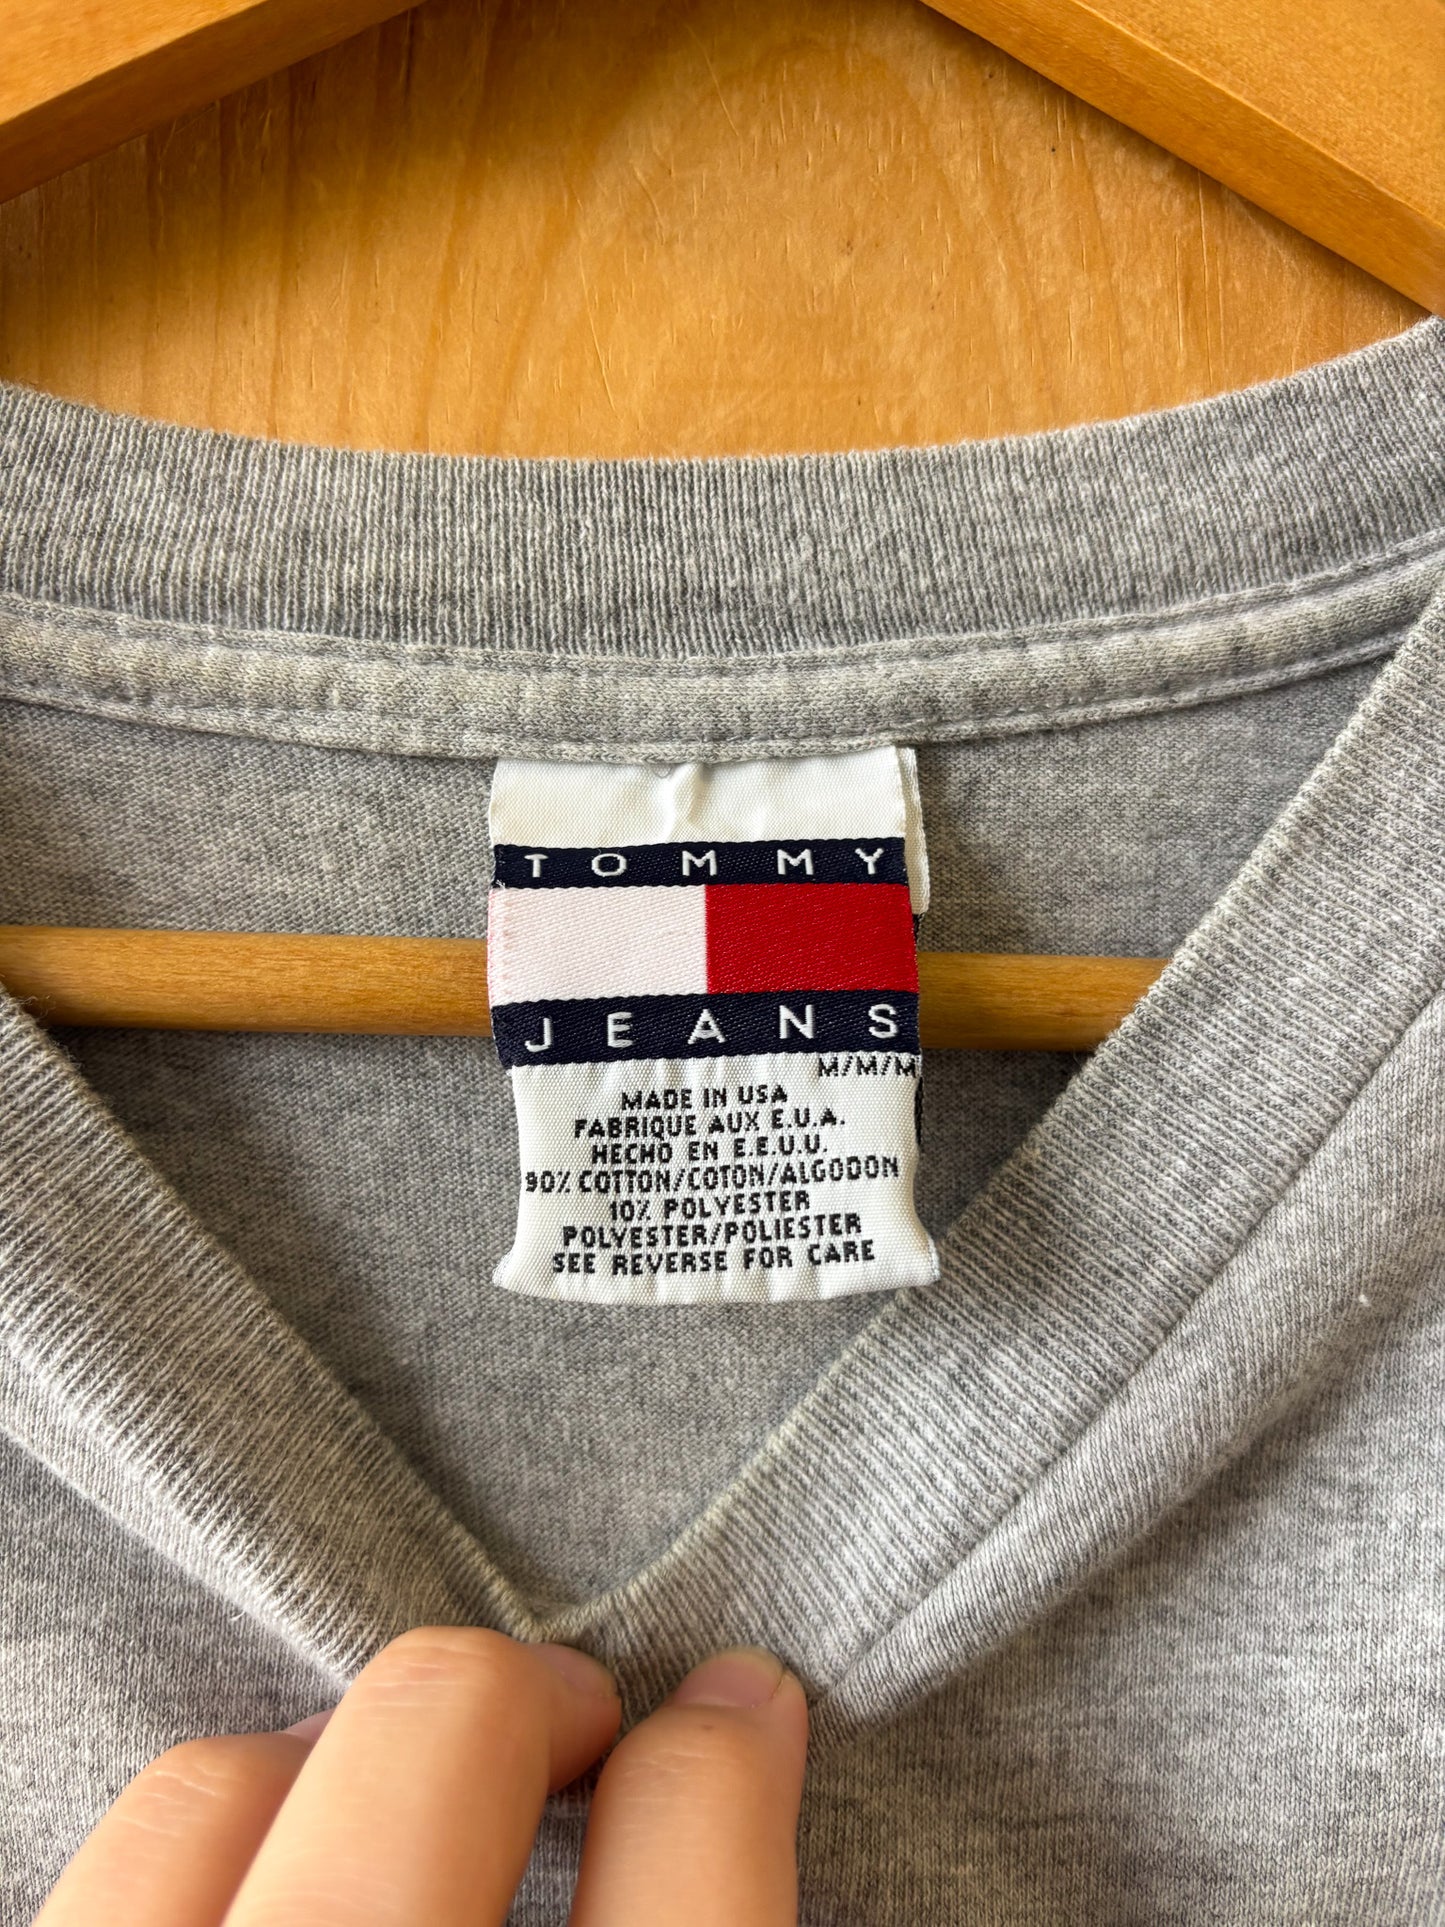 TOMMY
JEANS
M/M/M
MADE IN USA
FABRIQUE AUX E.U.A.
HECHO EN E.E.U.U.
90% COTTON/COTON/ALGODON
10% POLYESTER
POLYESTER/POLIESTER
SEE REVERSE FOR CARE